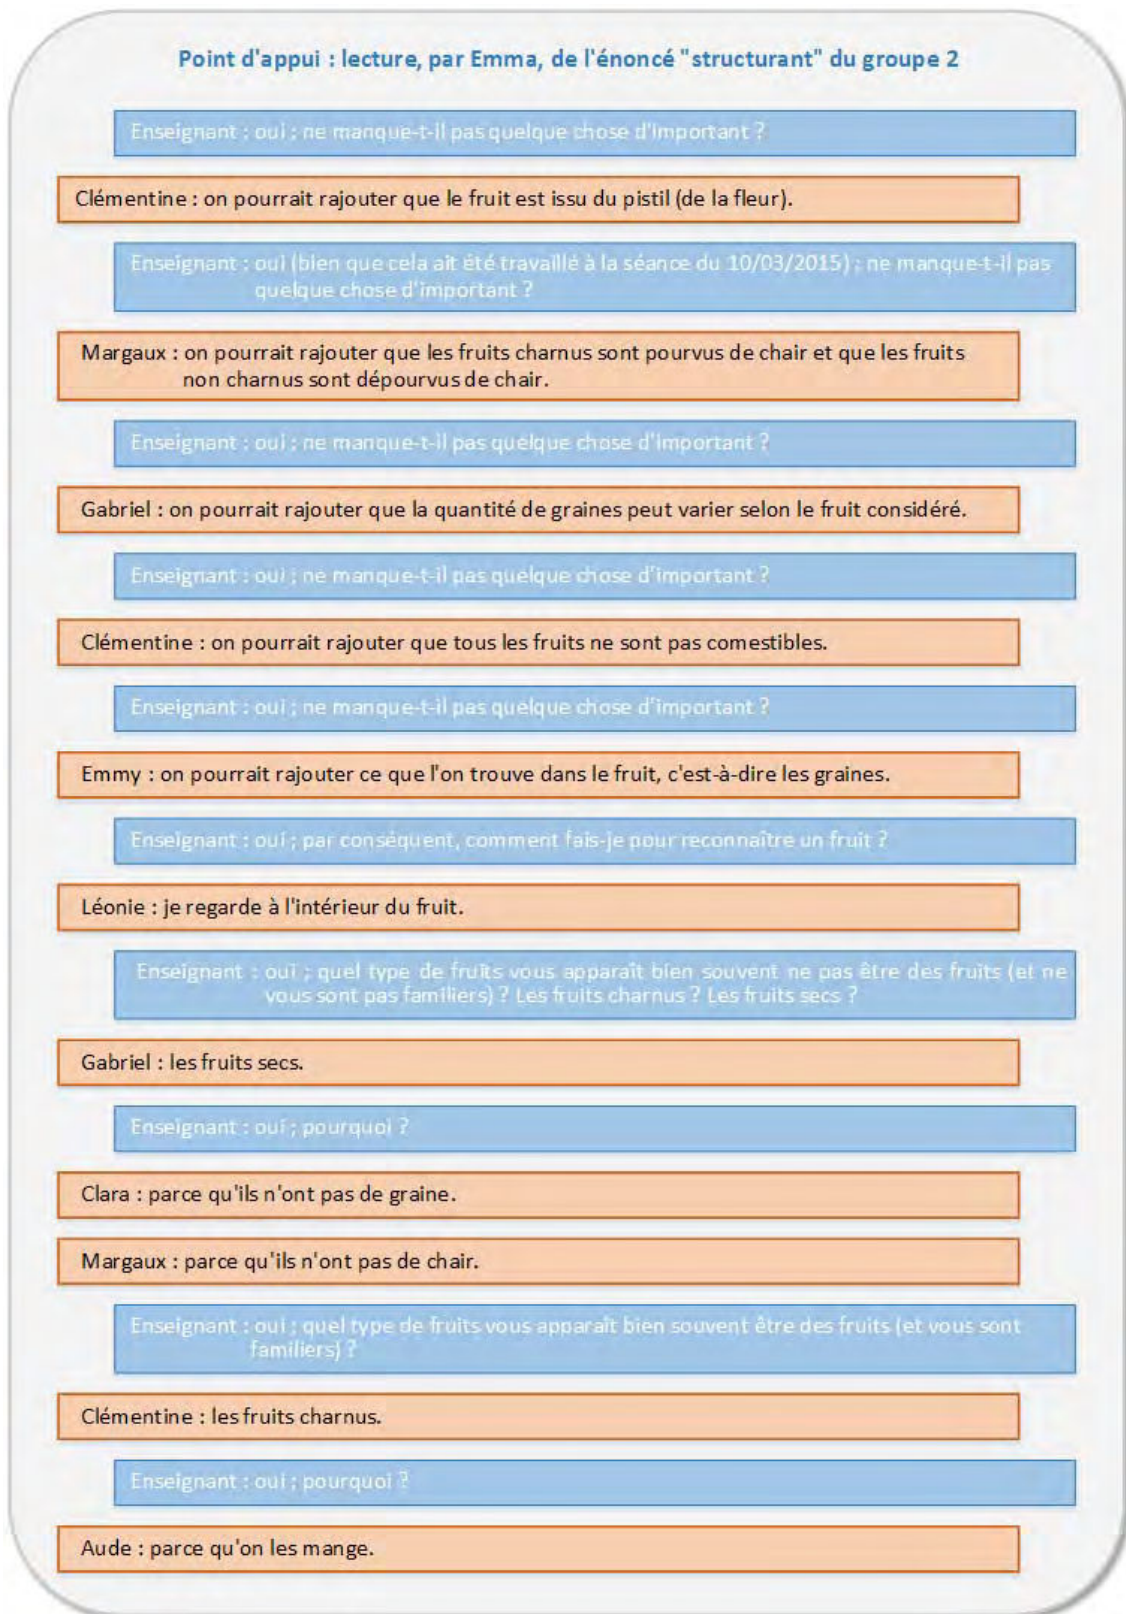 Point d'appui : lecture, par Emma, de l'énoncé "structurant" du groupe 2
Enseignant : oui ; ne manque-t-il pas quelque chose d'important ?
Clémentine : on pourrait rajouter que le fruit est issu du pistil (de la fleur).
Enseignant : oui (bien que cela ait été travaillé à la séance du 10/03/2015) ; ne manque-t-il pas
quelque chose d'important ?
Margaux : on pourrait rajouter que les fruits charnus sont pourvus de chair et que les fruits
non charnus sont dépourvus de chair.
Enseignant : oui ; ne manque-t-il pas quelque chose d'important ?
Gabriel : on pourrait rajouter que la quantité de graines peut varier selon le fruit considéré.
Enseignant : oui ; ne manque-t-il pas quelque chose d'important ?
Clémentine : on pourrait rajouter que tous les fruits ne sont pas comestibles.
Enseignant : oui ; ne manque-t-il pas quelque chose d'important ?
Emmy : on pourrait rajouter ce que l'on trouve dans le fruit, c'est-à-dire les graines.
Enseignant : oui ; par conséquent, comment fais-je pour reconnaître un fruit ?
Léonie : je regarde à l'intérieur du fruit.
Enseignant : oui ; quel type de fruits vous apparaît bien souvent ne pas être des fruits (et ne
vous sont pas familiers) ? Les fruits charnus ? Les fruits secs ?
Gabriel : les fruits secs.
Enseignant : oui ; pourquoi ?
Clara : parce qu'ils n'ont pas de graine.
Margaux : parce qu'ils n'ont pas de chair.
Enseignant : oui ; quel type de fruits vous apparaît bien souvent être des fruits (et vous sont
familiers) ?
Clémentine : les fruits charnus.
Enseignant : oui ; pourquoi ?
Aude : parce qu'on les mange.